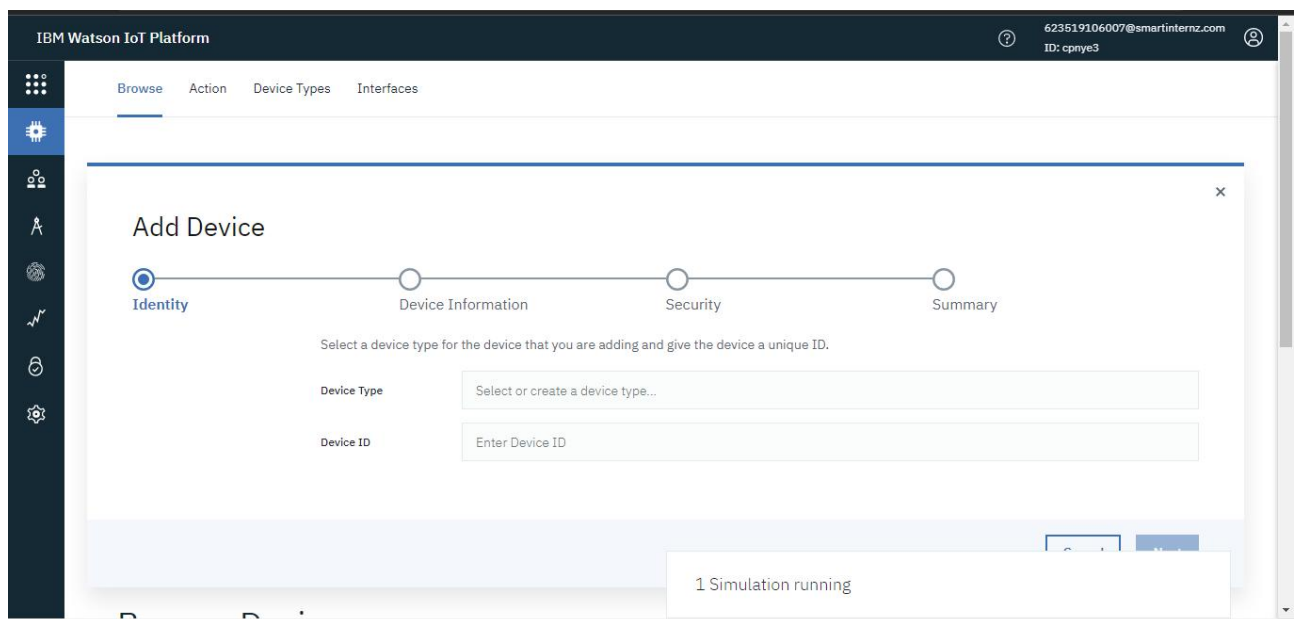 IBM Watson IoT Platform
623519106007@smartinternz.com
ID: cpnye3
Browse Action Device Types Interfaces
Add Device
Identity Device Information Security Summary
Select a device type for the device that you are adding and give the device a unique ID.
Device Type Select or create a device type...
Device ID Enter Device ID
1 Simulation running